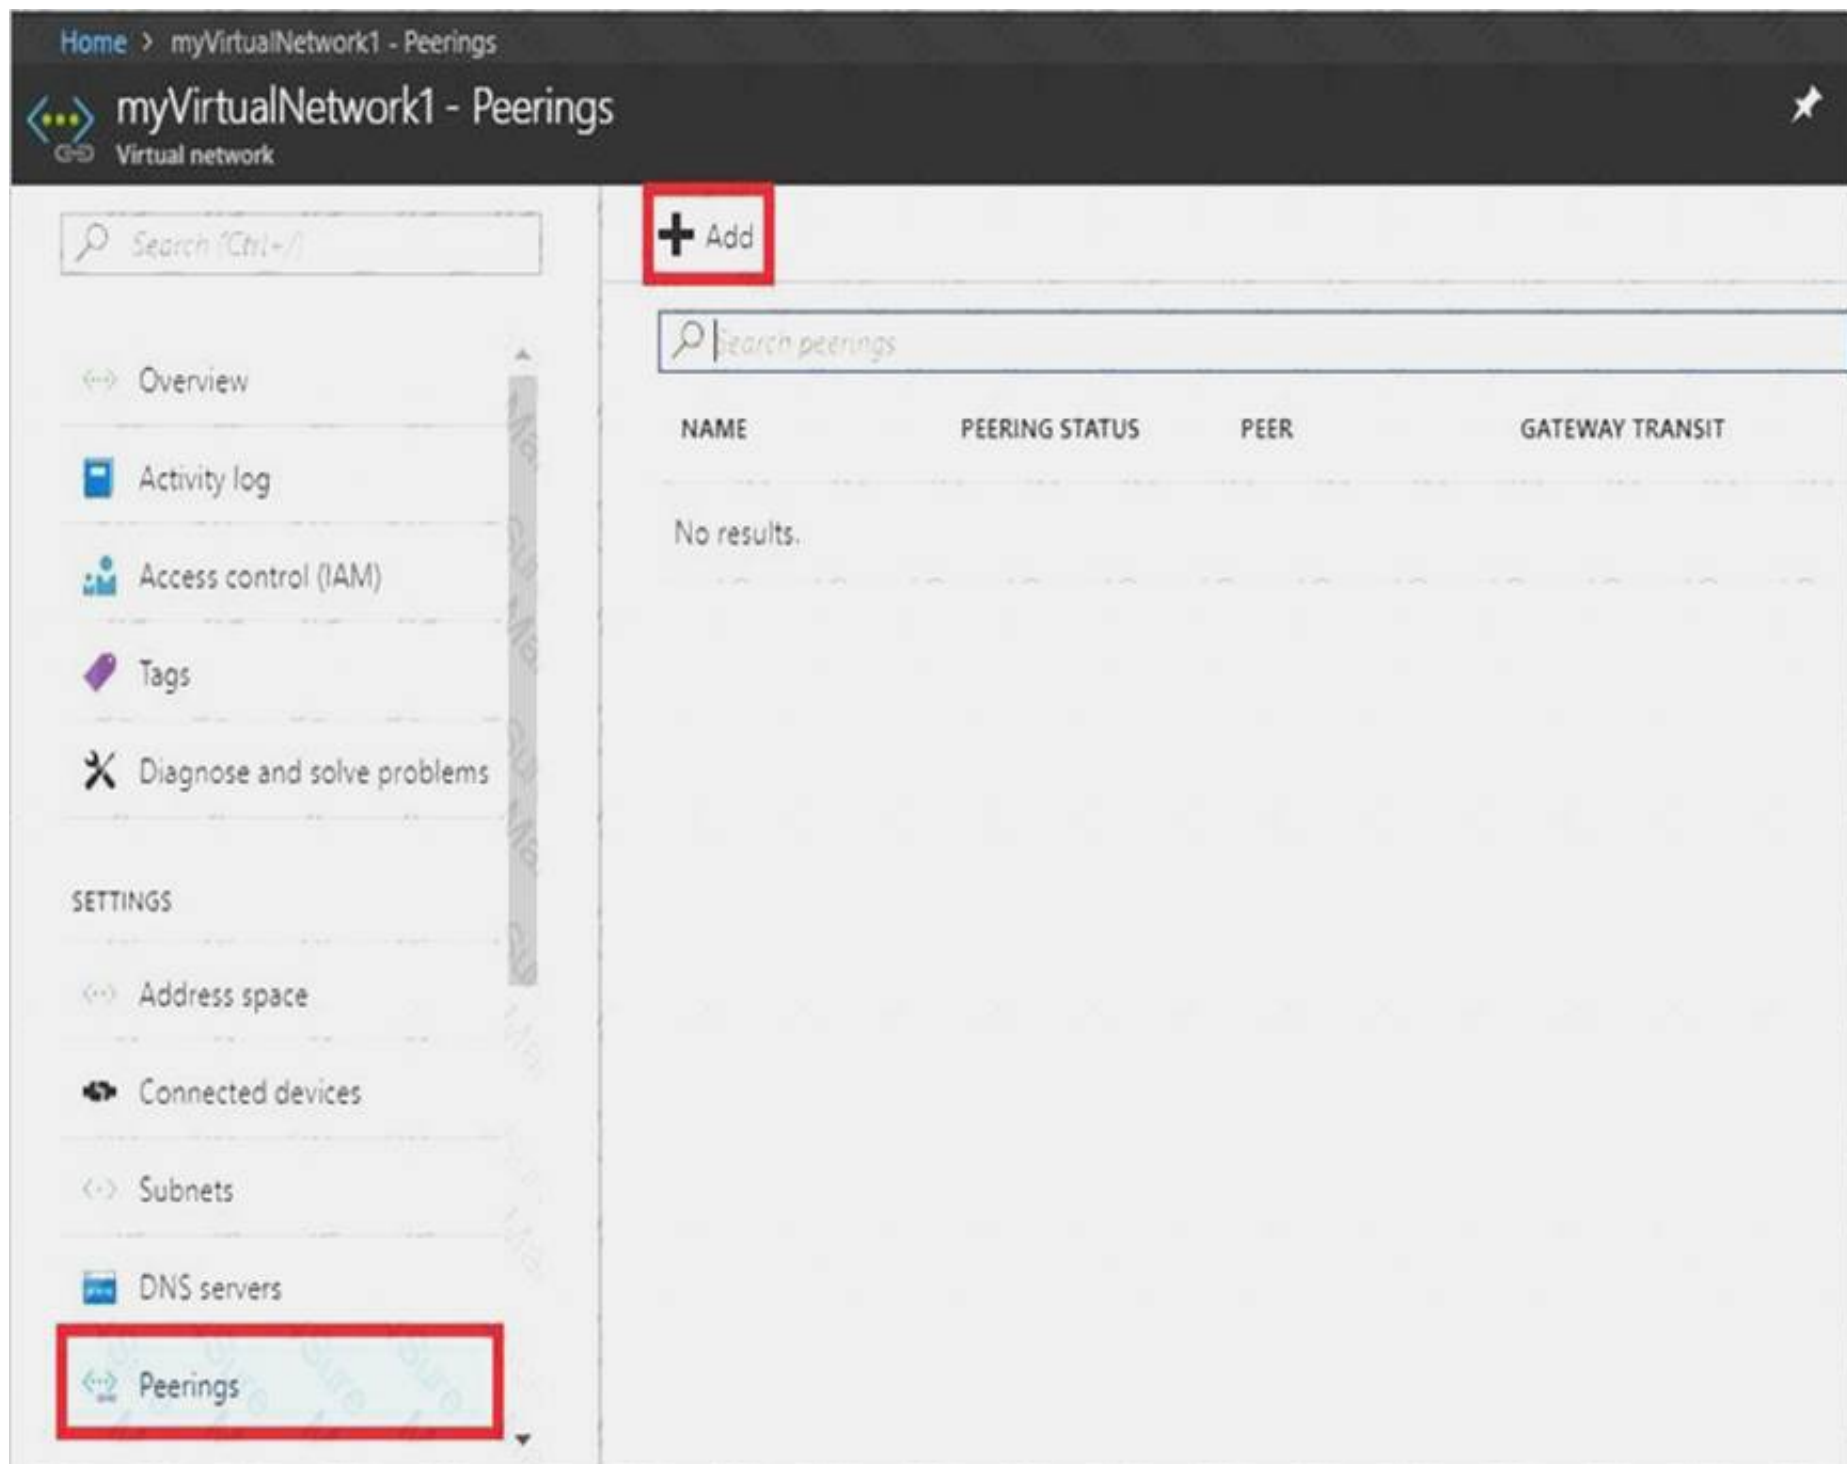 Home > myVirtualNetwork1 - Peerings
myVirtualNetwork1 - Peerings
Virtual network
Search (Ctrl+/)
Add
Search peerings
Overview
NAME PEERING STATUS PEER GATEWAY TRANSIT
Activity log
No results.
Access control (IAM)
Tags
Diagnose and solve problems
SETTINGS
Address space
Connected devices
Subnets
DNS servers
Peerings